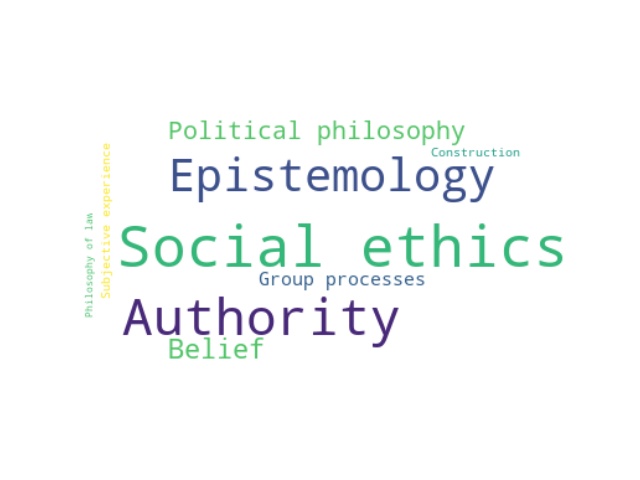 Political philosophy
Construction
Epistemology
Social ethics
Group processes
Authority
Belief
Subjective experience
Philosophy of law